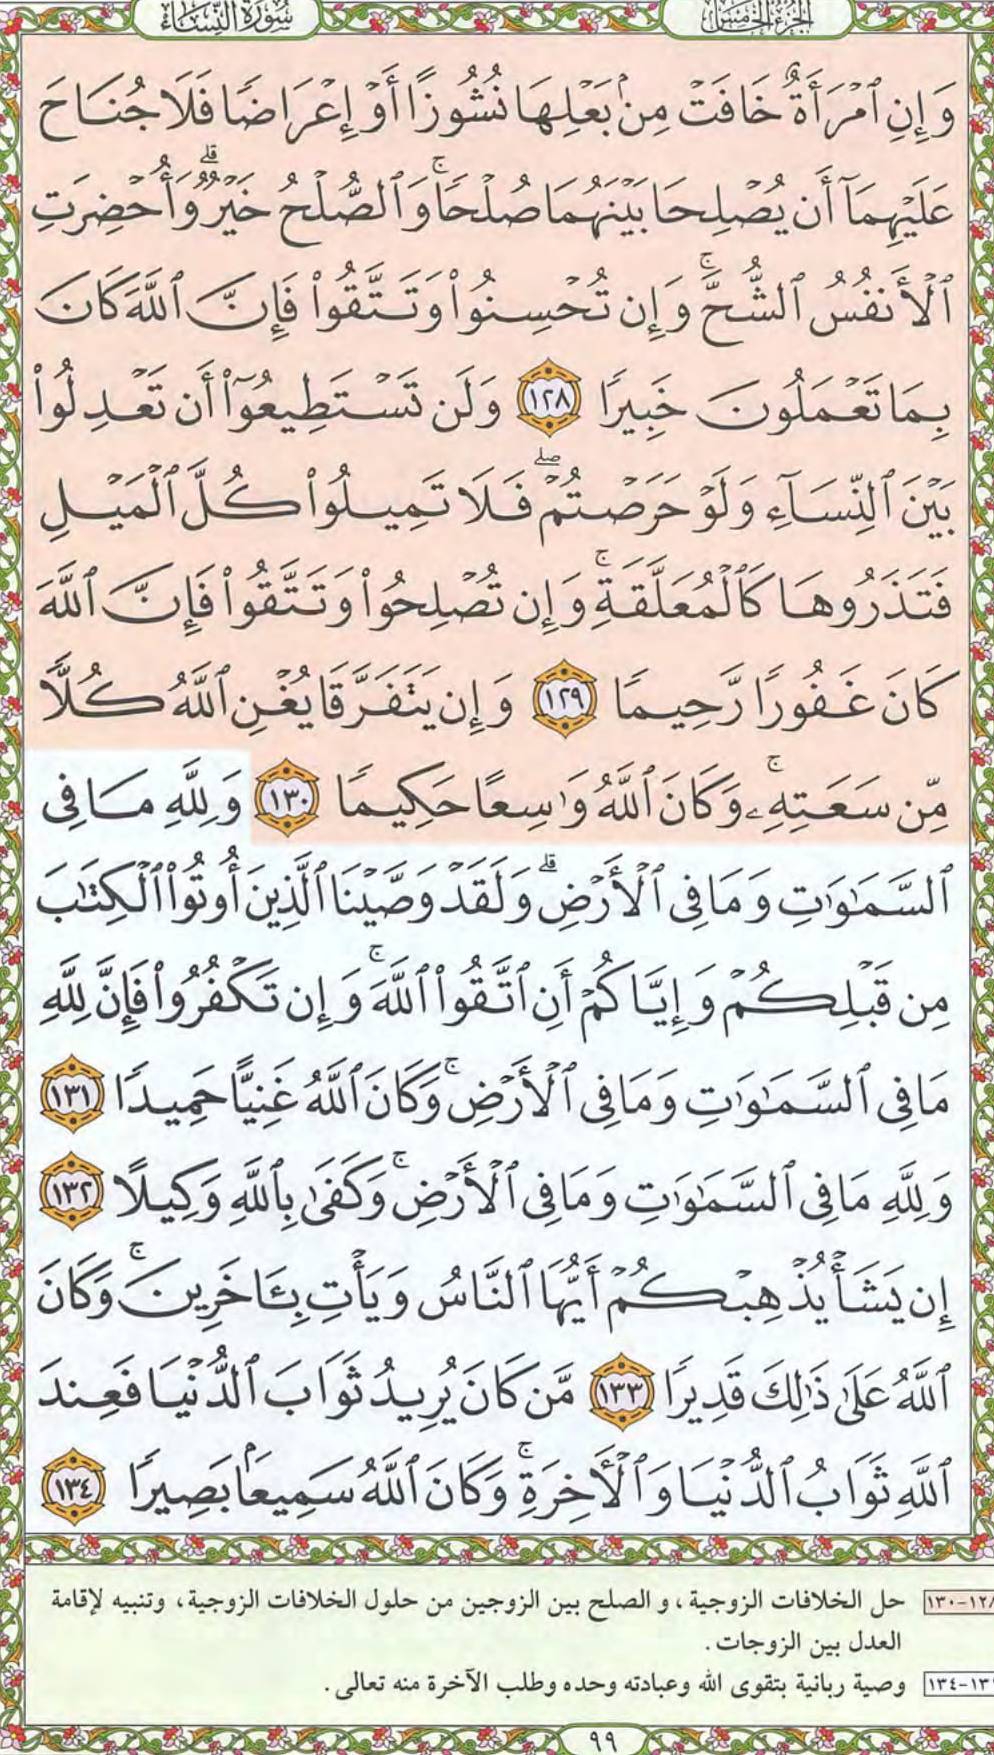 الجزء الخامس
سورة النساء
وَإِنِ ٱمْرَأَةٌ خَافَتْ مِنۢ بَعْلِهَا نُشُوزًا أَوْ إِعْرَاضًا فَلَا جُنَاحَ
عَلَيْهِمَآ أَن يُصْلِحَا بَيْنَهُمَا صُلْحًا ۚ وَٱلصُّلْحُ خَيْرٌ ۗ وَأُحْضِرَتِ
ٱلْأَنفُسُ ٱلشُّحَّ ۚ وَإِن تُحْسِنُوا۟ وَتَتَّقُوا۟ فَإِنَّ ٱللَّهَ كَانَ
بِمَا تَعْمَلُونَ خَبِيرًا ١٢٨ وَلَن تَسْتَطِيعُوٓا۟ أَن تَعْدِلُوا۟
بَيْنَ ٱلنِّسَآءِ وَلَوْ حَرَصْتُمْ ۖ فَلَا تَمِيلُوا۟ كُلَّ ٱلْمَيْلِ
فَتَذَرُوهَا كَٱلْمُعَلَّقَةِ ۚ وَإِن تُصْلِحُوا۟ وَتَتَّقُوا۟ فَإِنَّ ٱللَّهَ
كَانَ غَفُورًا رَّحِيمًا ١٢٩ وَإِن يَتَفَرَّقَا يُغْنِ ٱللَّهُ كُلًّا
مِّن سَعَتِهِۦ ۚ وَكَانَ ٱللَّهُ وَٰسِعًا حَكِيمًا ١٣٠ وَلِلَّهِ مَا فِى
ٱلسَّمَٰوَٰتِ وَمَا فِى ٱلْأَرْضِ ۗ وَلَقَدْ وَصَّيْنَا ٱلَّذِينَ أُوتُوا۟ ٱلْكِتَٰبَ
مِن قَبْلِكُمْ وَإِيَّاكُمْ أَنِ ٱتَّقُوا۟ ٱللَّهَ ۚ وَإِن تَكْفُرُوا۟ فَإِنَّ لِلَّهِ
مَا فِى ٱلسَّمَٰوَٰتِ وَمَا فِى ٱلْأَرْضِ ۚ وَكَانَ ٱللَّهُ غَنِيًّا حَمِيدًا ١٣١
وَلِلَّهِ مَا فِى ٱلسَّمَٰوَٰتِ وَمَا فِى ٱلْأَرْضِ ۚ وَكَفَىٰ بِٱللَّهِ وَكِيلًا ١٣٢
إِن يَشَأْ يُذْهِبْكُمْ أَيُّهَا ٱلنَّاسُ وَيَأْتِ بِـَٔاخَرِينَ ۚ وَكَانَ
ٱللَّهُ عَلَىٰ ذَٰلِكَ قَدِيرًا ١٣٣ مَّن كَانَ يُرِيدُ ثَوَابَ ٱلدُّنْيَا فَعِندَ
ٱللَّهِ ثَوَابُ ٱلدُّنْيَا وَٱلْـَٔاخِرَةِ ۚ وَكَانَ ٱللَّهُ سَمِيعًۢا بَصِيرًا ١٣٤
١٢٨-١٣٠ حل الخلافات الزوجية، و الصلح بين الزوجين من حلول الخلافات الزوجية، وتنبيه لإقامة
العدل بين الزوجات.
وصية ربانية بتقوى الله وعبادته وحده وطلب الآخرة منه تعالى.
٩٩